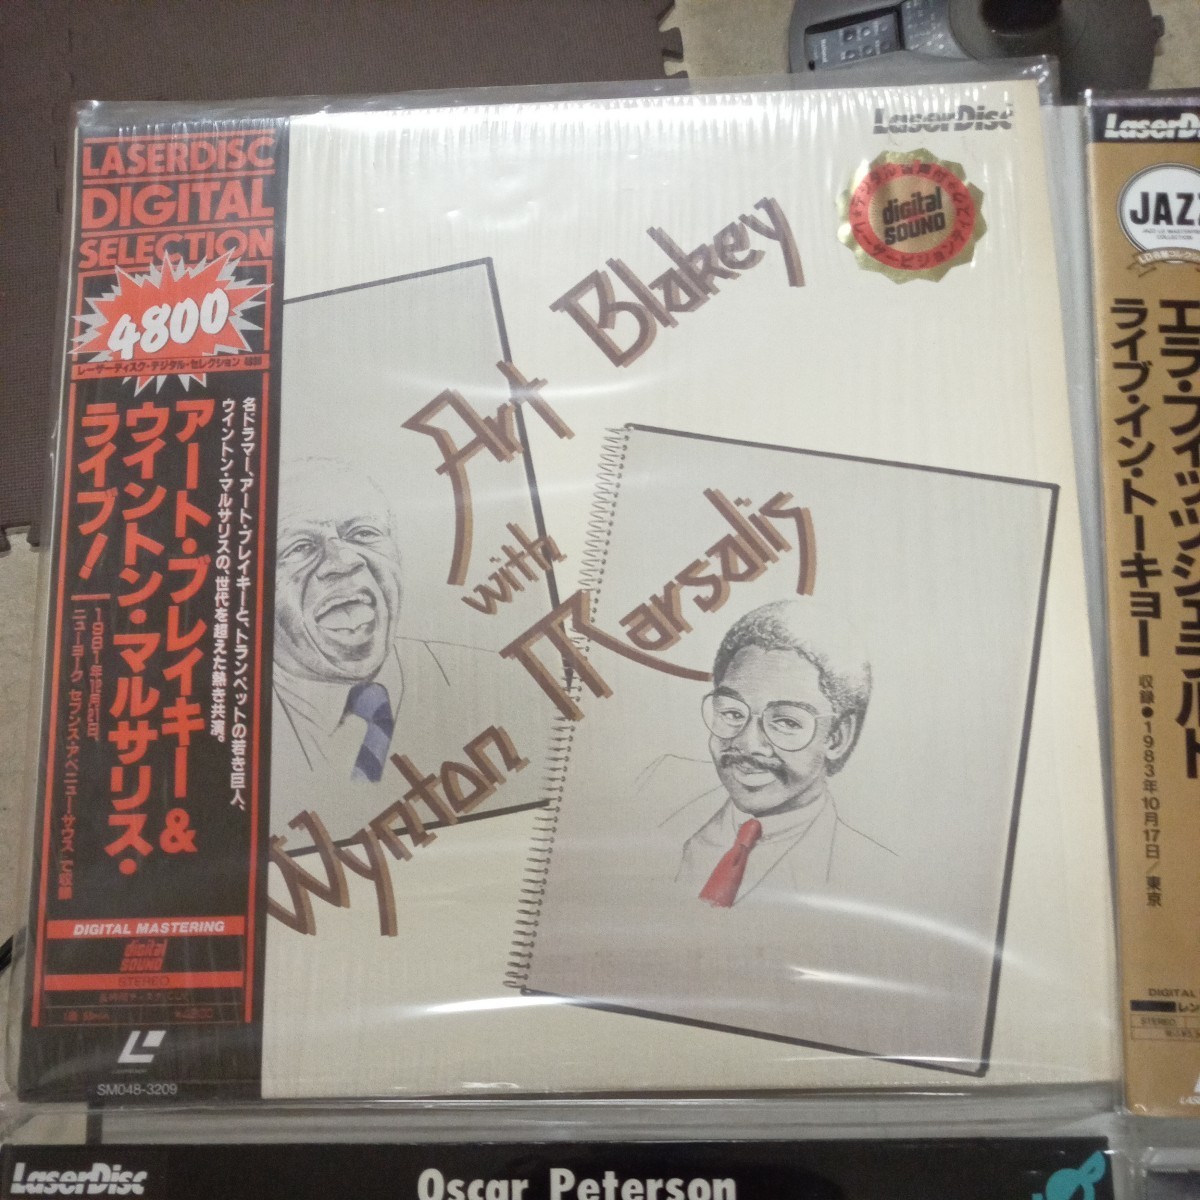 LASERDISC
DIGITAL
SELECTION
4800
レーザーディスク・デジタル・セレクション 4800
名ドラマー、アート・ブレイキーと、トランペットの若き巨人、
ウイントン・マルサリスの、世代を超えた熱き共演。
アート・ブレイキー&
ウイントン・マルサリス・
ライブ!
ニューヨーク セブンス・アベニュー・サウス で収録
DIGITAL MASTERING
digital
SOUND
STEREO
SM048-3209
LaserDisc
digital
SOUND
Art Blakey
with
Wynton Marsalis
LaserDi
JAZZ
エラ・フィッツジェラルド
ライブ・イン・トーキョー
収録●1983年10月17日/東京
DIGITAL
STEREO
LaserDisc
Oscar Peterson